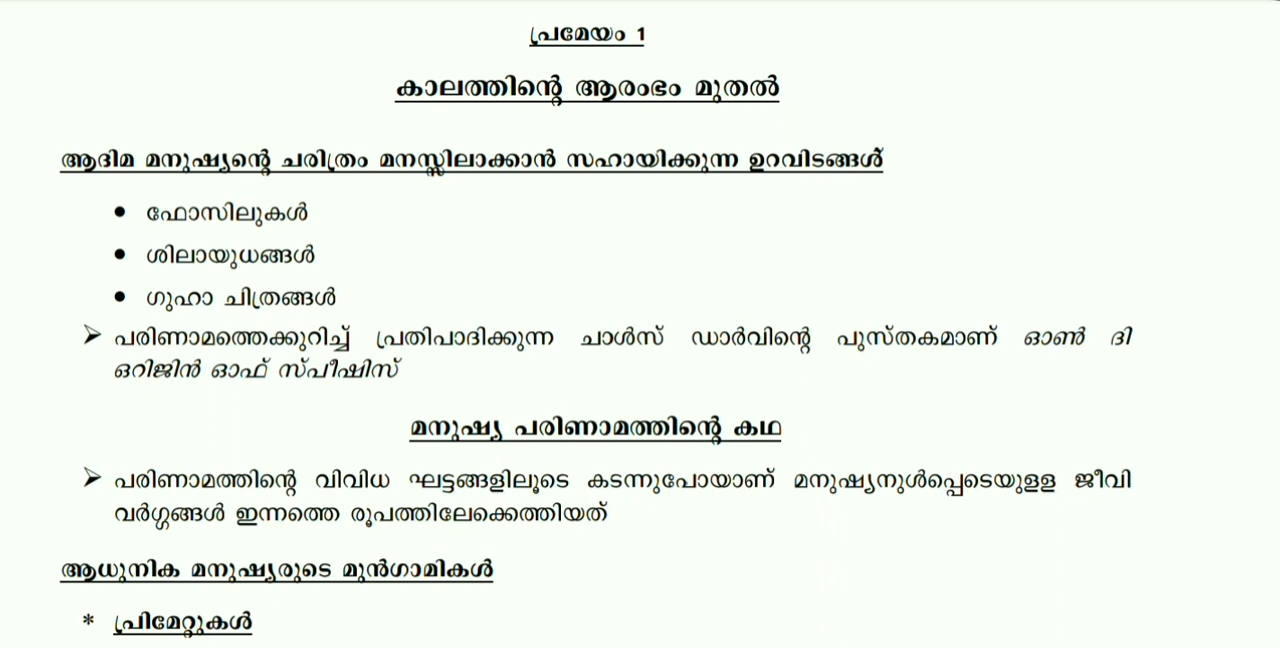 പ്രമേയം 1
കാലത്തിന്റെ ആരംഭം മുതൽ
ആദിമ മനുഷ്യന്റെ ചരിത്രം മനസ്സിലാക്കാൻ സഹായിക്കുന്ന ഉറവിടങ്ങൾ
• ഫോസിലുകൾ
• ശിലായുധങ്ങൾ
• ഗുഹാ ചിത്രങ്ങൾ
➢ പരിണാമത്തെക്കുറിച്ച് പ്രതിപാദിക്കുന്ന ചാൾസ് ഡാർവിന്റെ പുസ്തകമാണ് ഓൺ ദി
ഒറിജിൻ ഓഫ് സ്പീഷിസ്
മനുഷ്യ പരിണാമത്തിന്റെ കഥ
➢ പരിണാമത്തിന്റെ വിവിധ ഘട്ടങ്ങളിലൂടെ കടന്നുപോയാണ് മനുഷ്യനുൾപ്പെടെയുളള ജീവി
വർഗ്ഗങ്ങൾ ഇന്നത്തെ രൂപത്തിലേക്കെത്തിയത്
ആധുനിക മനുഷ്യരുടെ മുൻഗാമികൾ
* പ്രിമേറ്റുകൾ